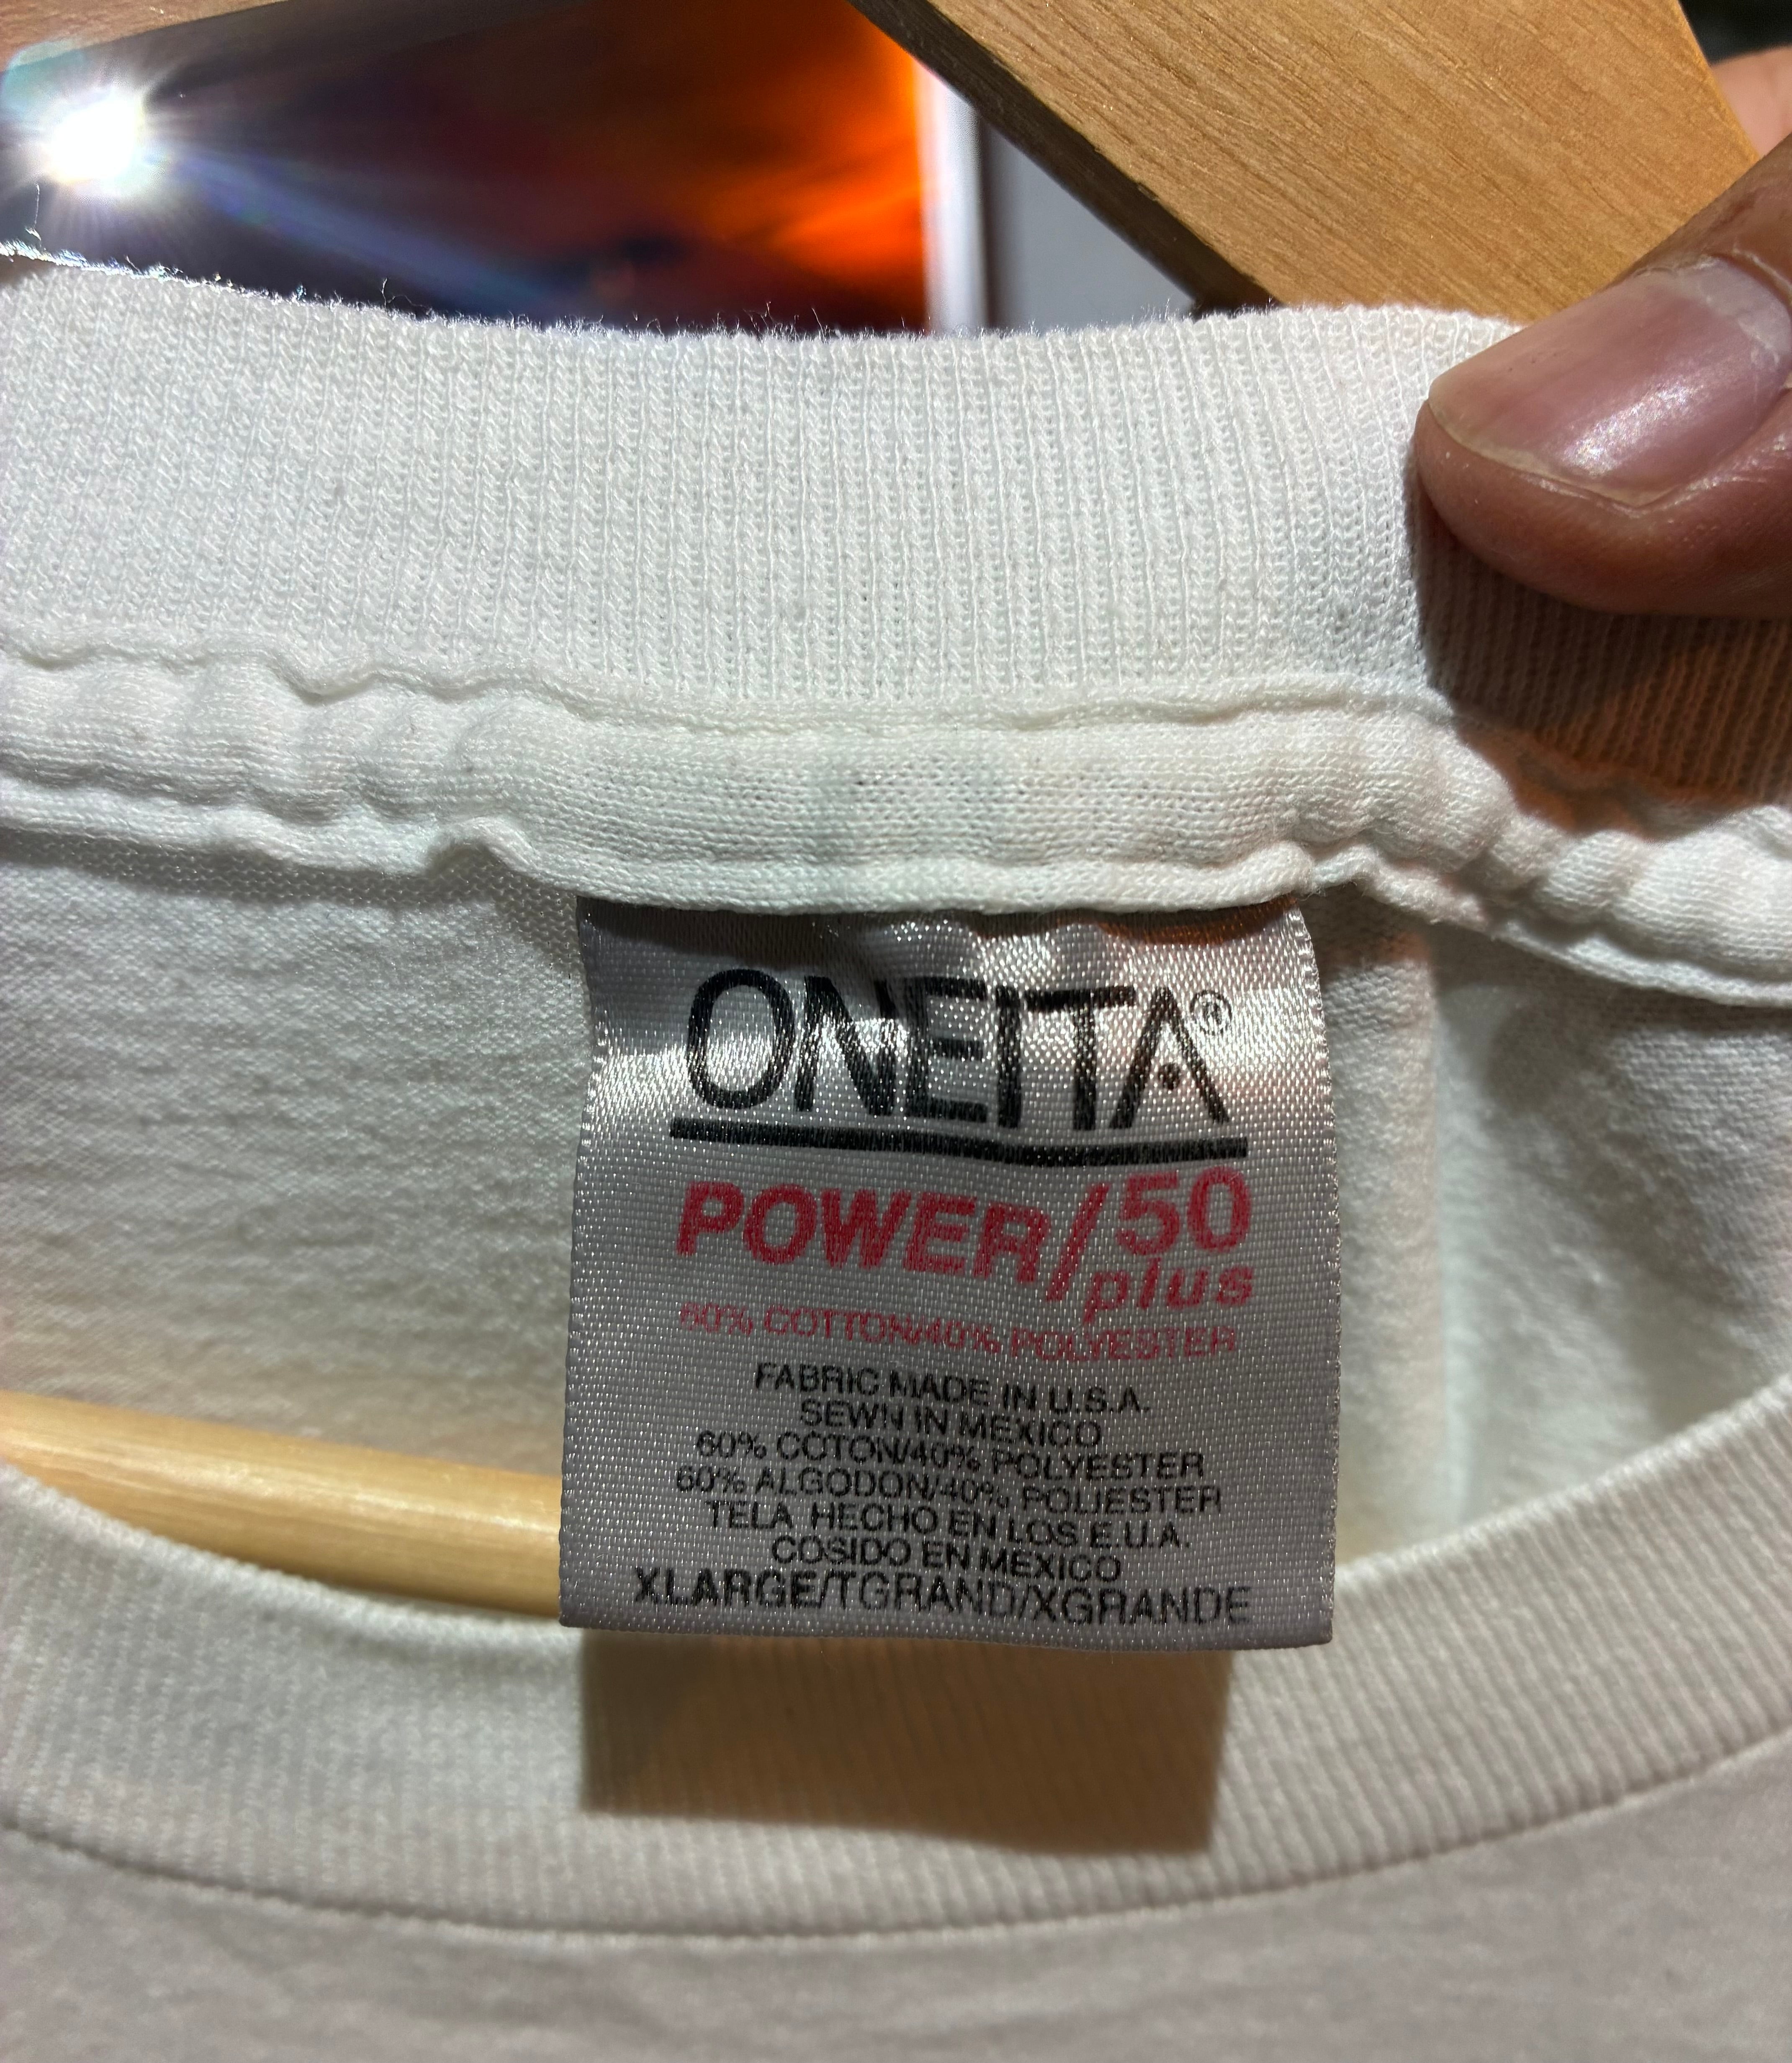 ONEITA®
POWER/50
plus
60% COTTON/40% POLYESTER
FABRIC MADE IN U.S.A.
SEWN IN MEXICO
60% COTON/40% POLYESTER
60% ALGODON/40% POLIESTER
TELA HECHO EN LOS E.U.A.
COSIDO EN MEXICO
XLARGE/TGRAND/XGRANDE